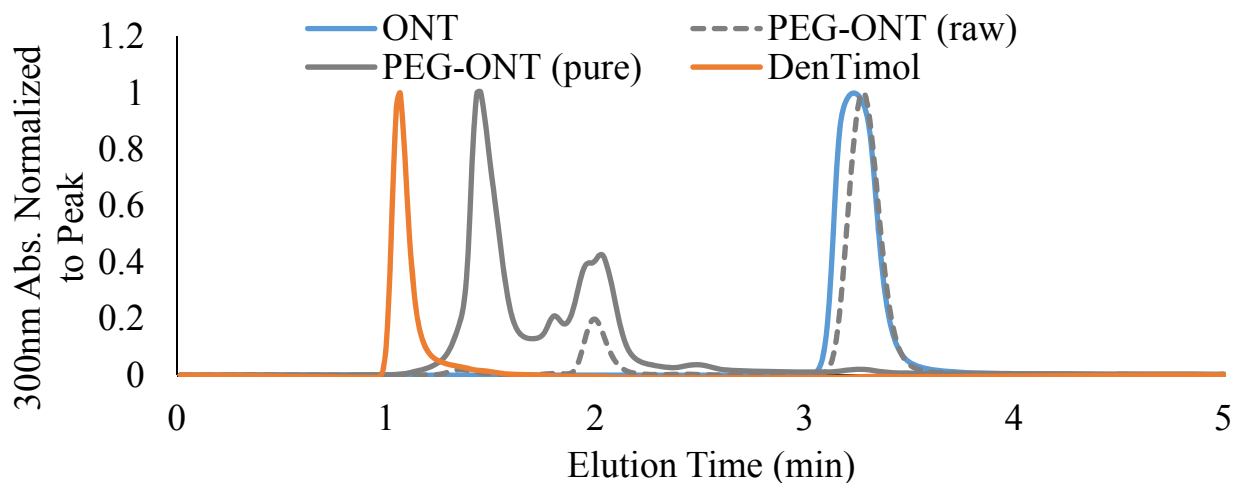 ONT
PEG-ONT (raw)
PEG-ONT (pure)
DenTimol
300nm Abs. Normalized
to Peak
1.2
1
0.8
0.6
0.4
0.2
0
0 1 2 3 4 5
Elution Time (min)